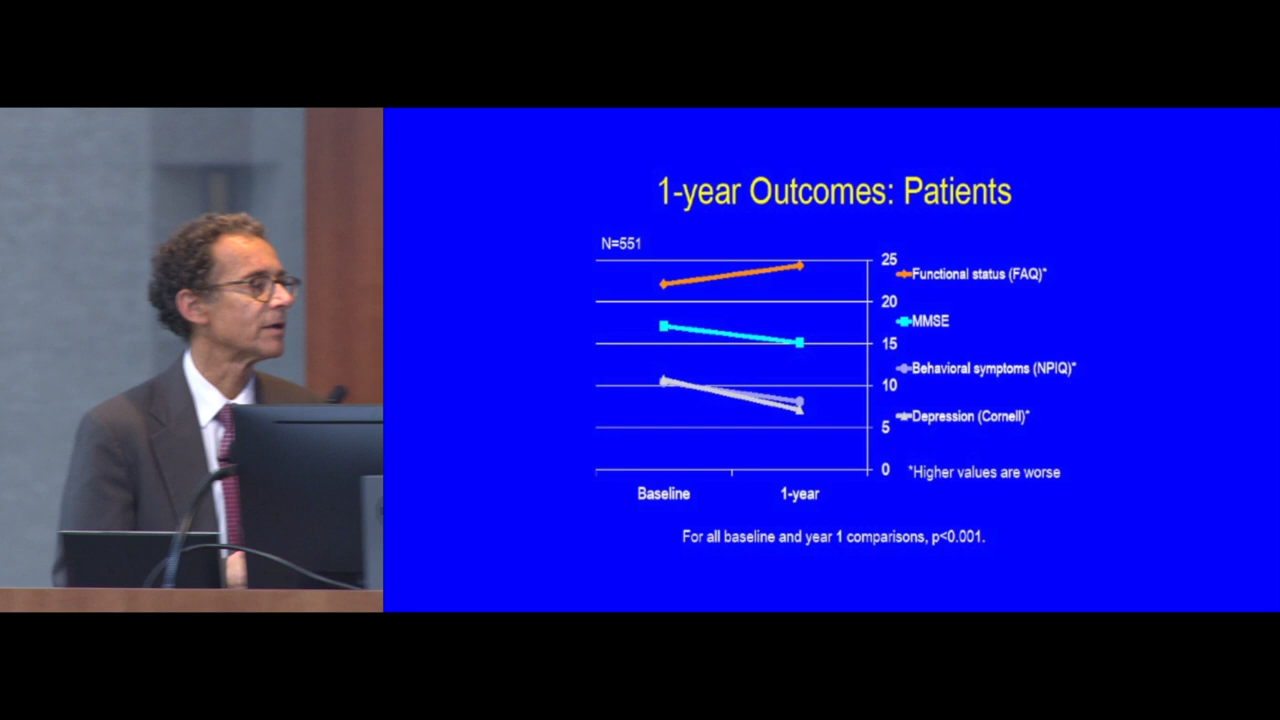 1-year Outcomes: Patients
N=551
25
20
15
10
5
0
Functional status (FAQ)*
MMSE
Behavioral symptoms (NPIQ)*
Depression (Cornell)*
*Higher values are worse
Baseline
1-year
For all baseline and year 1 comparisons, p<0.001.